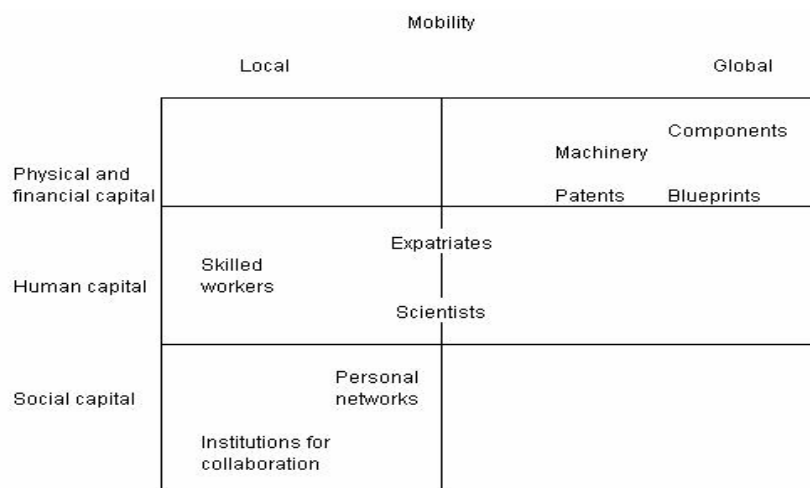 Mobility
Local Global
Components
Machinery
Physical and
financial capital
Patents Blueprints
Expatriates
Skilled
workers
Human capital
Scientists
Personal
networks
Social capital
Institutions for
collaboration